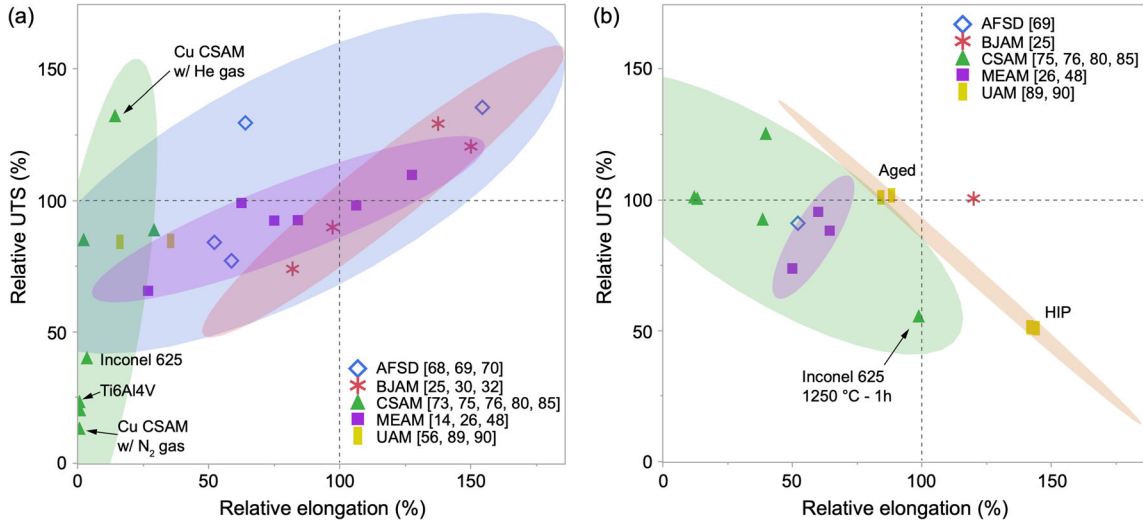 (a)
Cu CSAM
w/ He gas
Inconel 625
Ti6Al4V
Cu CSAM
w/ N₂ gas
AFSD [68, 69, 70]
BJAM [25, 30, 32]
CSAM [73, 75, 76, 80, 85]
MEAM [14, 26, 48]
UAM [56, 89, 90]
150
100
50
0
Relative UTS (%)
0 50 100 150
Relative elongation (%)
(b)
AFSD [69]
BJAM [25]
CSAM [75, 76, 80, 85]
MEAM [26, 48]
UAM [89, 90]
Aged
HIP
Inconel 625
1250 °C - 1h
150
100
50
0
Relative UTS (%)
0 50 100 150
Relative elongation (%)